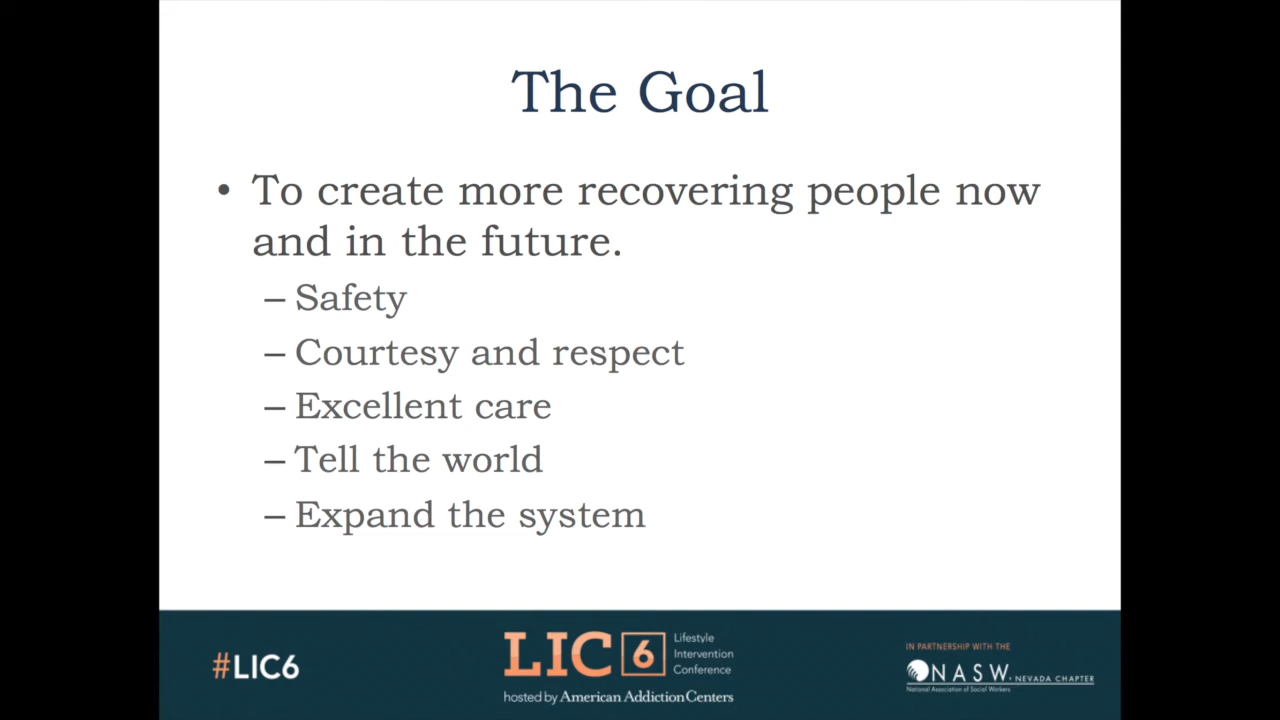 The Goal
• To create more recovering people now
and in the future.
– Safety
– Courtesy and respect
– Excellent care
– Tell the world
– Expand the system
#LIC6
LIC 6
Lifestyle
Intervention
Conference
hosted by American Addiction Centers
IN PARTNERSHIP WITH THE
NASW. NEVADA CHAPTER
National Association of Social Workers